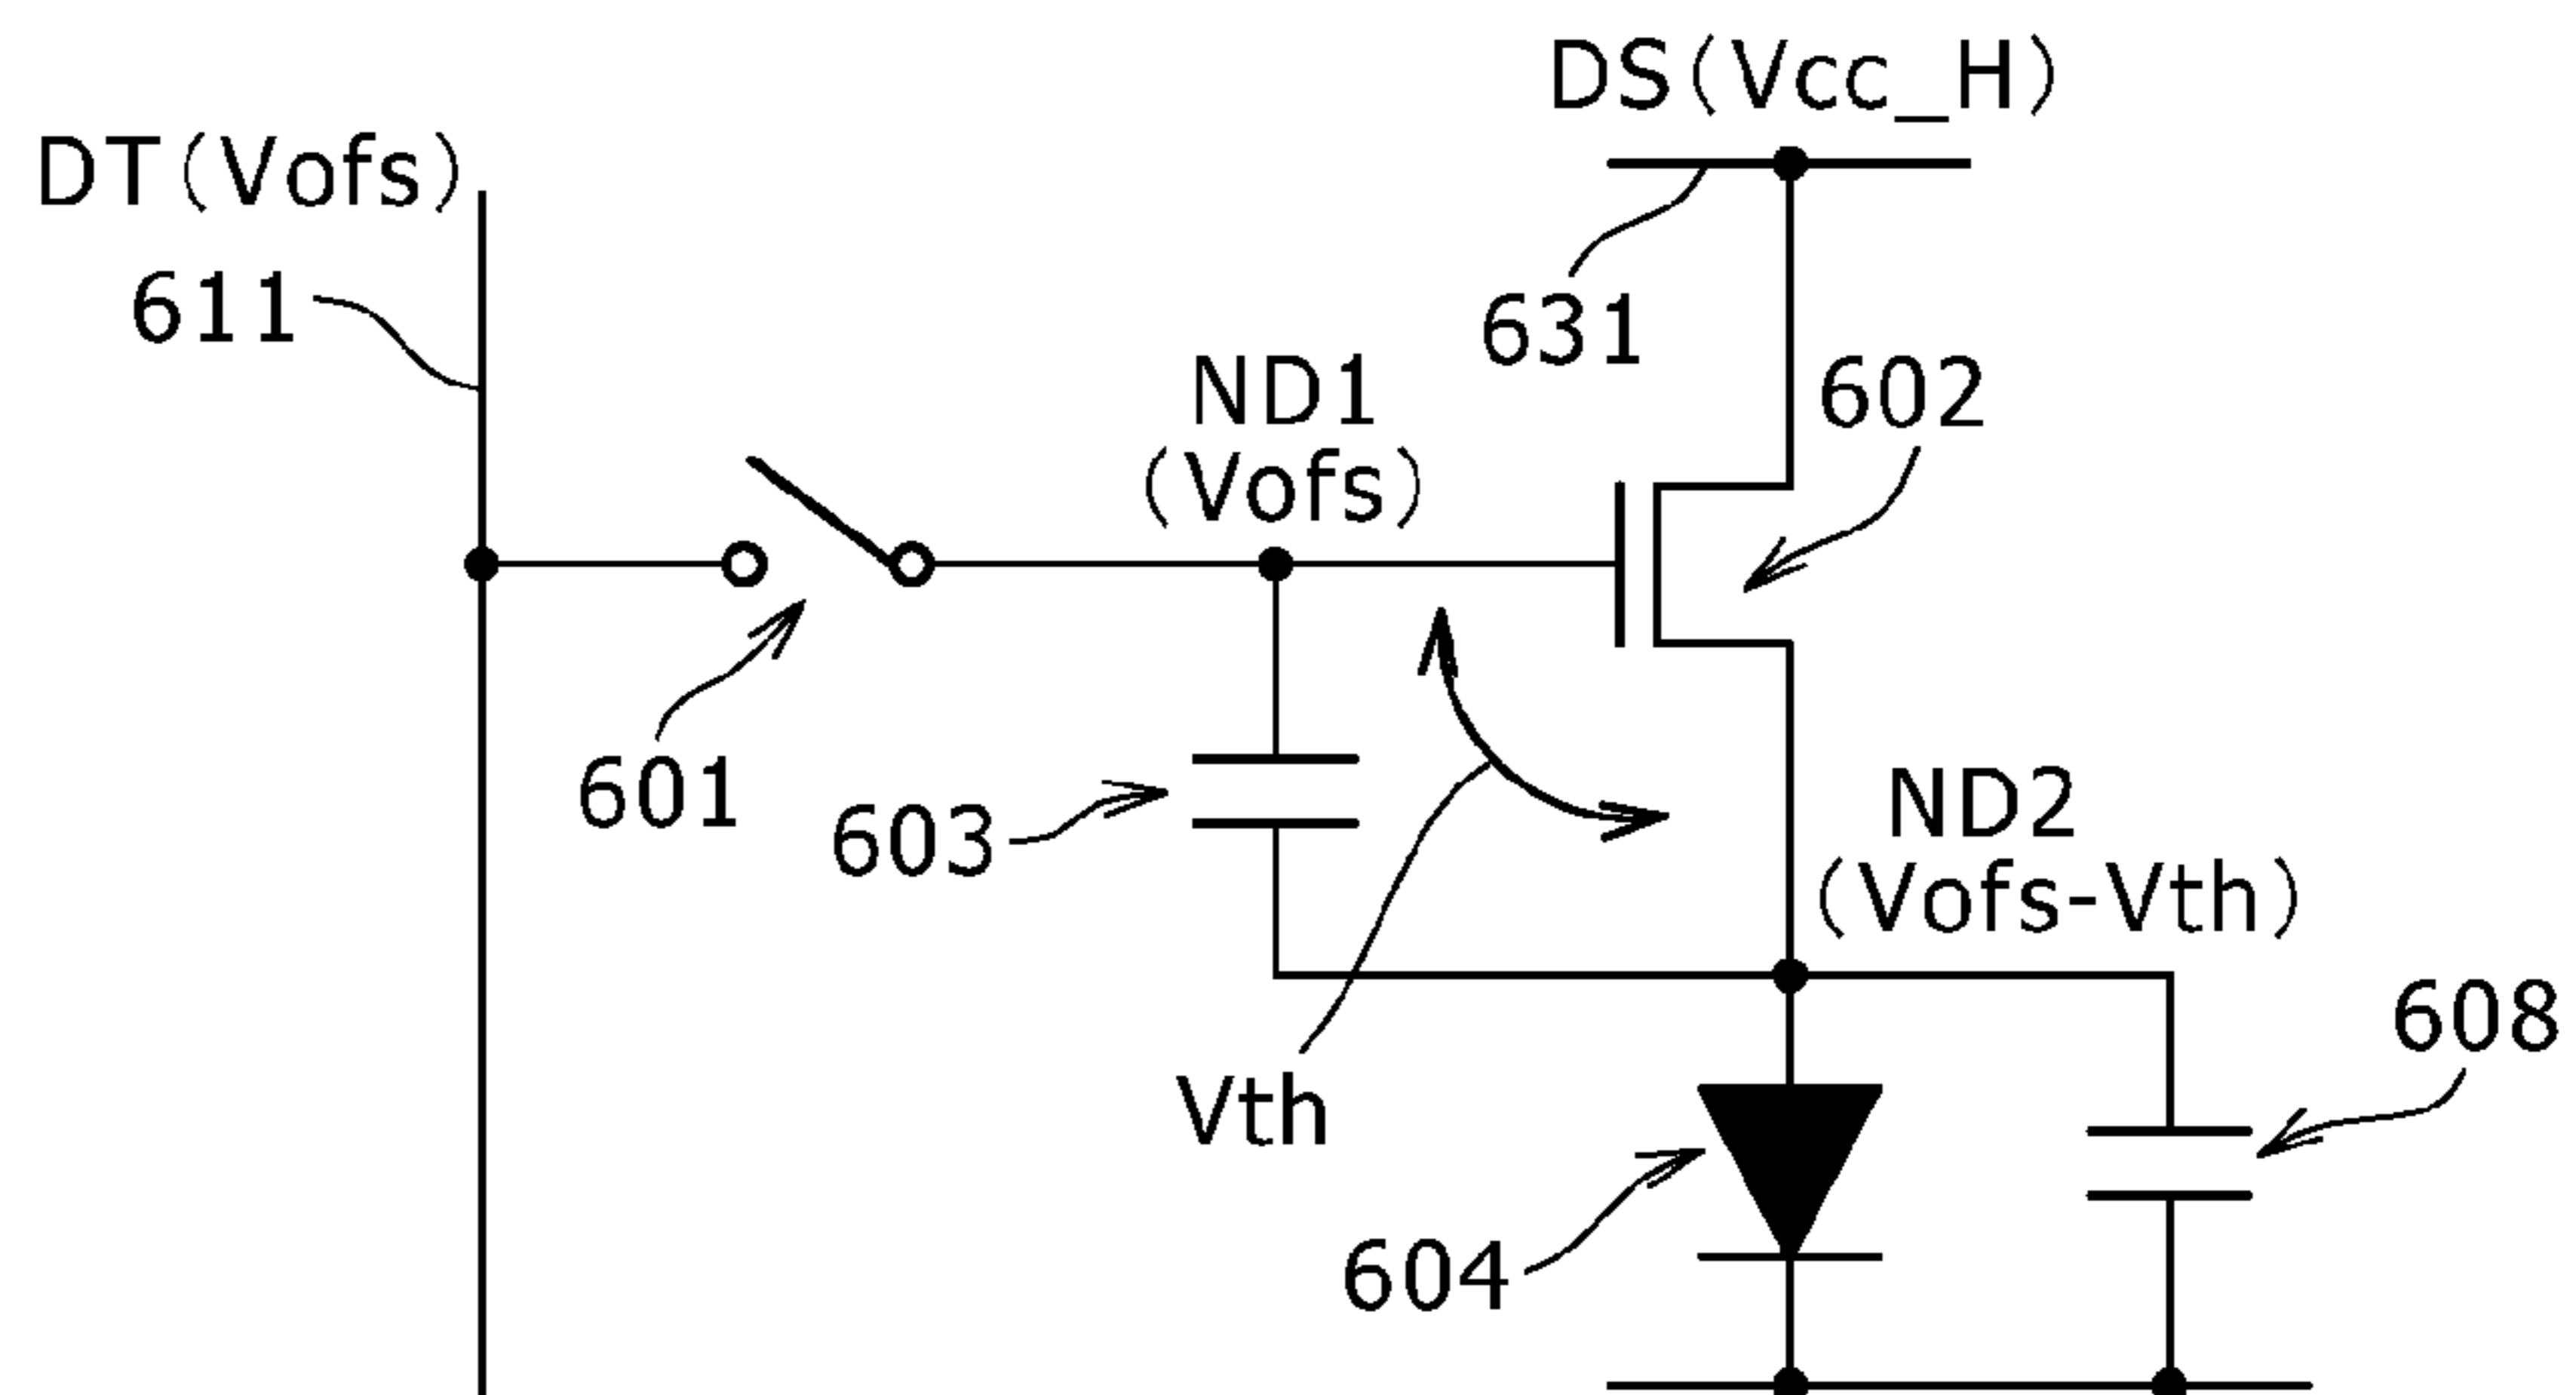 DS(Vcc_H)
DT(Vofs)
611
631
ND1
(Vofs)
602
601
603
ND2
(Vofs-Vth)
608
Vth
604